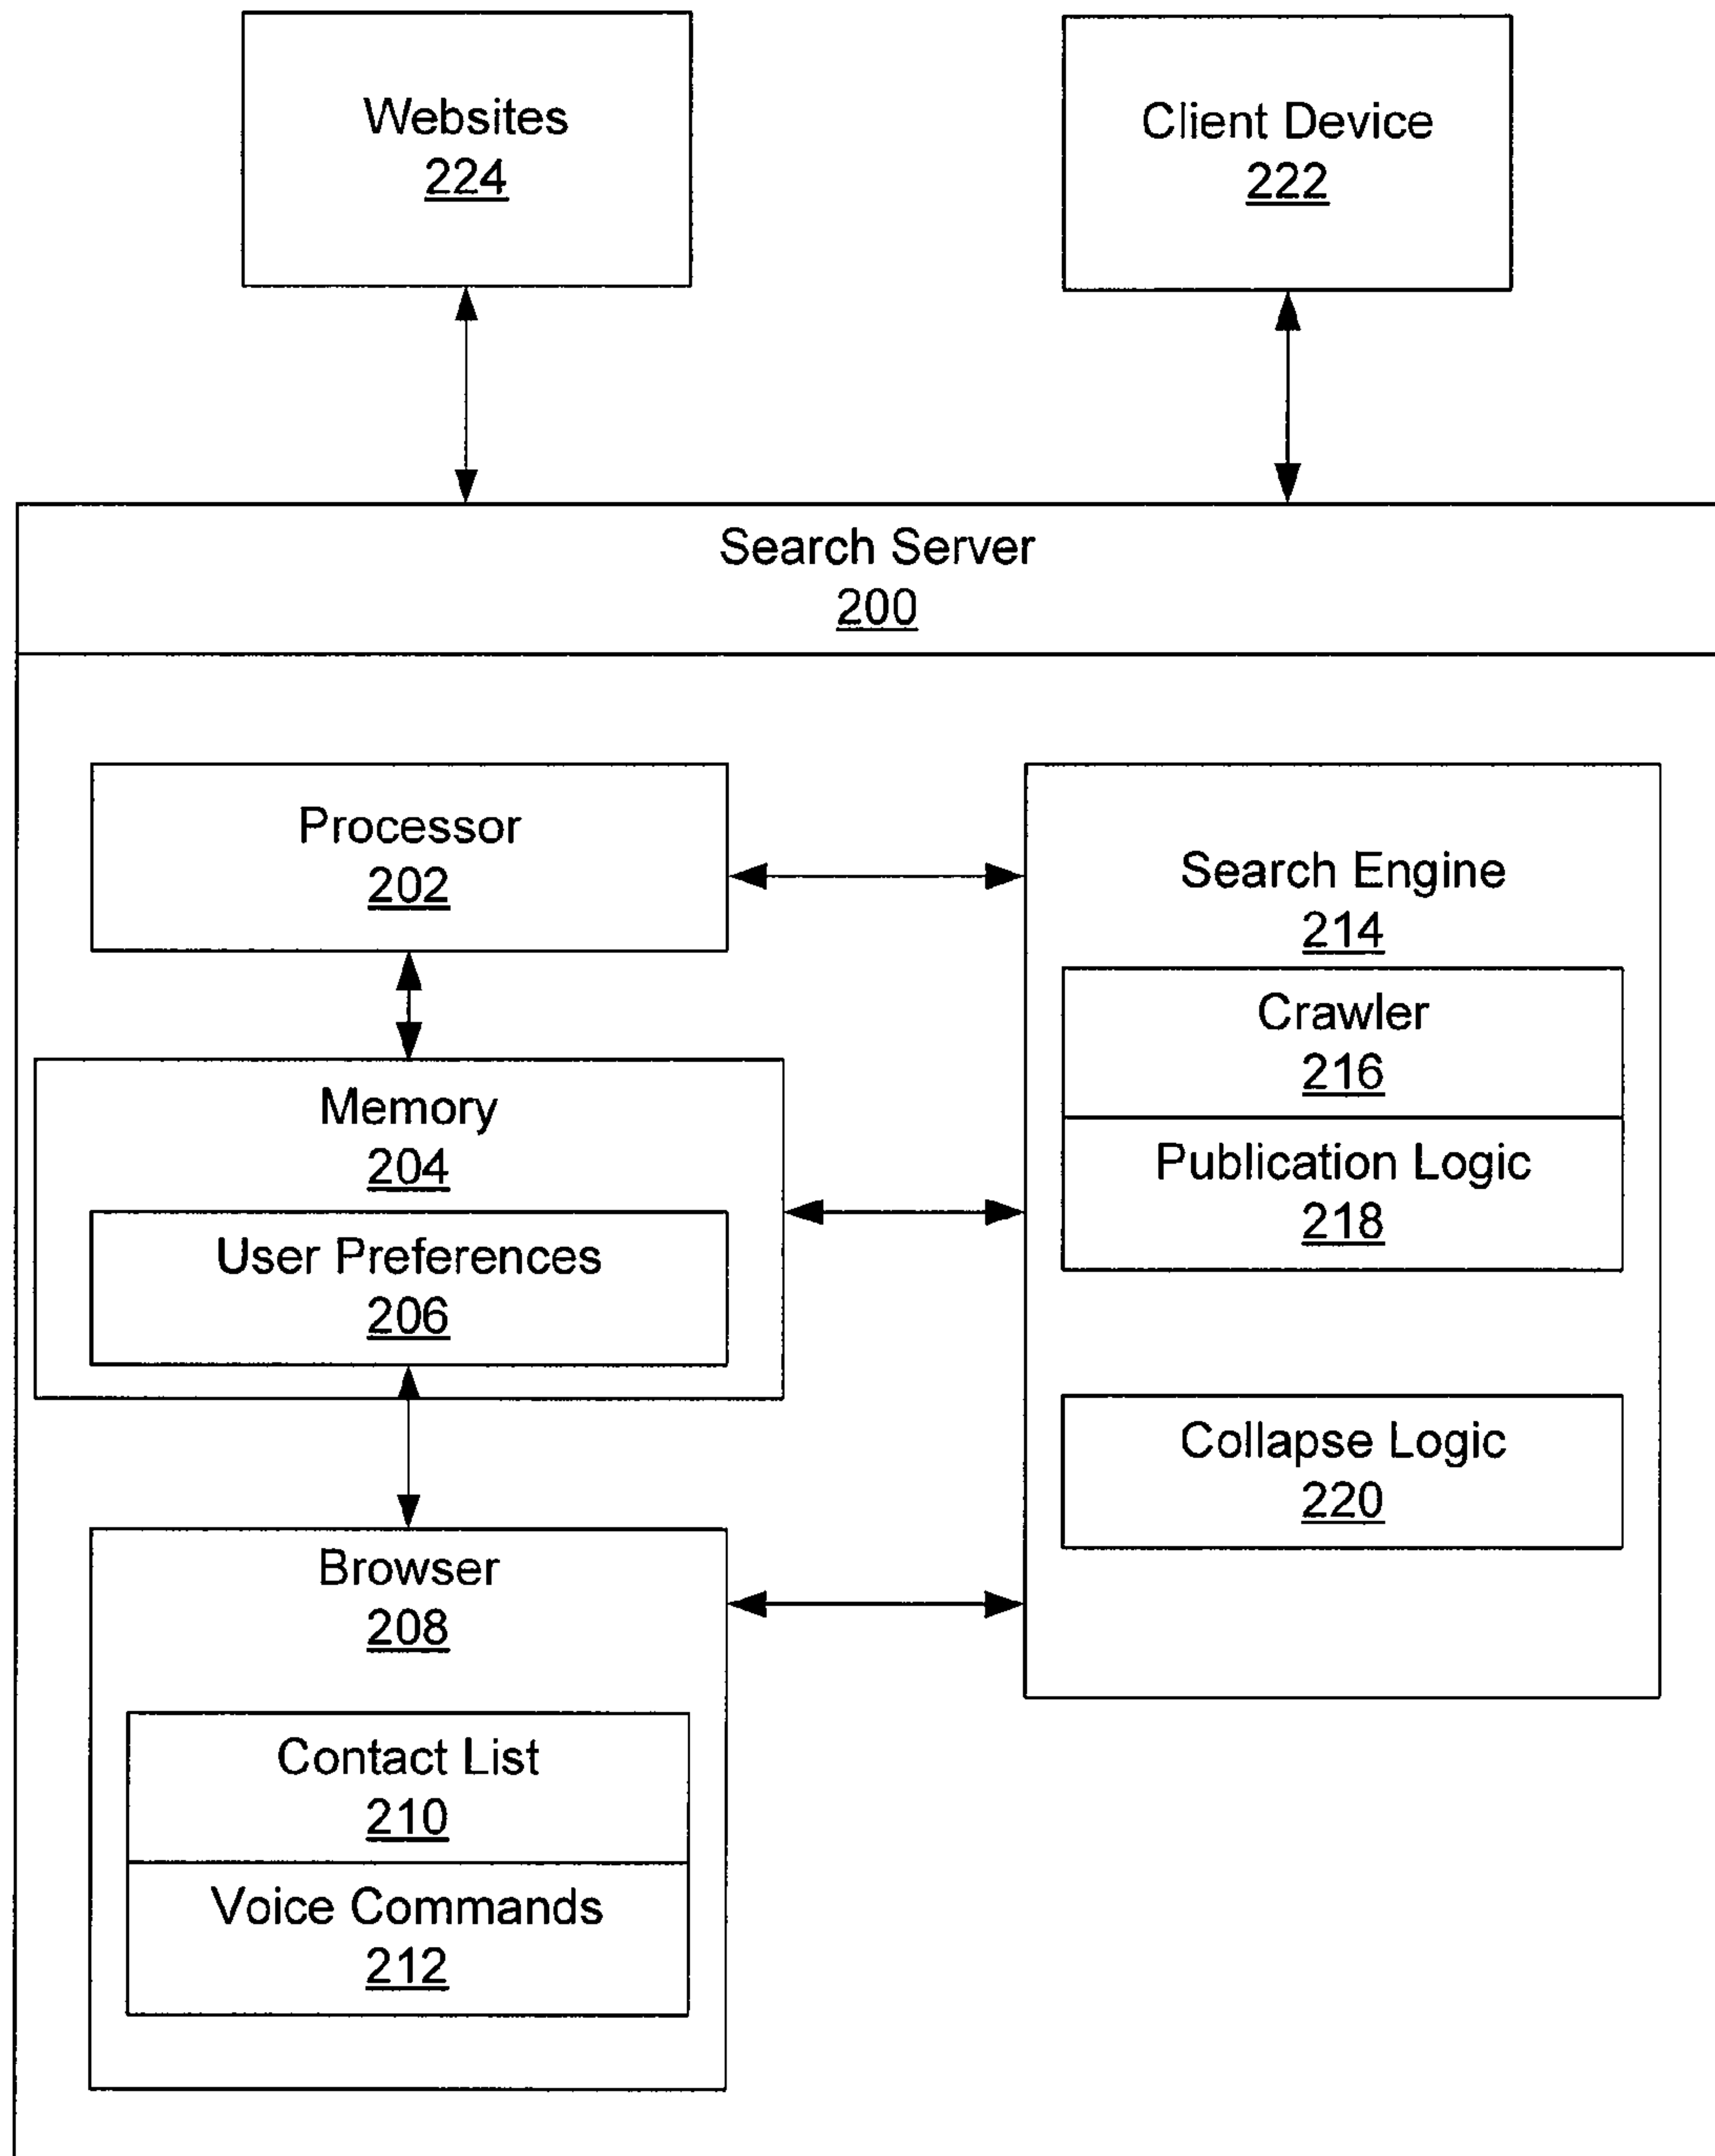 Websites
224
Client Device
222
Search Server
200
Processor
202
Memory
204
User Preferences
206
Browser
208
Contact List
210
Voice Commands
212
Search Engine
214
Crawler
216
Publication Logic
218
Collapse Logic
220